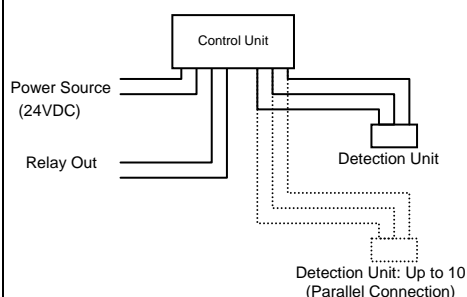 Control Unit
Power Source
(24VDC)
Relay Out
Detection Unit
Detection Unit: Up to 10
(Parallel Connection)